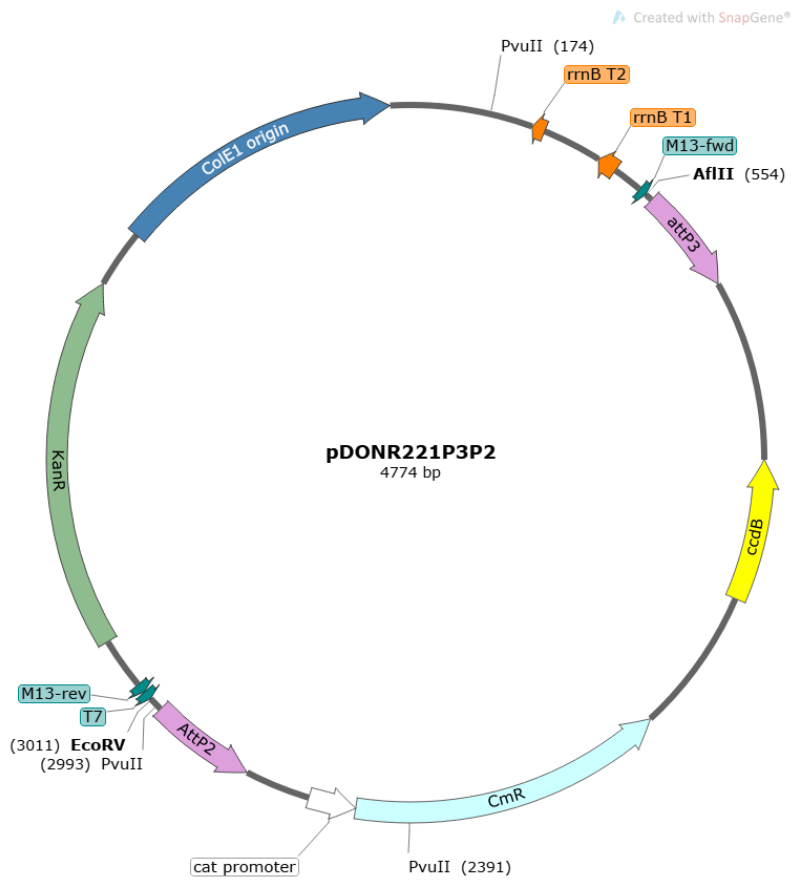 Created with SnapGene®
PvuII (174)
rrnB T2
rrnB T1
M13-fwd
AflII (554)
attP3
ColE1 origin
KanR
pDONR221P3P2
4774 bp
ccdB
M13-rev
T7
(3011) EcoRV
(2993) PvuII
AttP2
CmR
cat promoter
PvuII (2391)